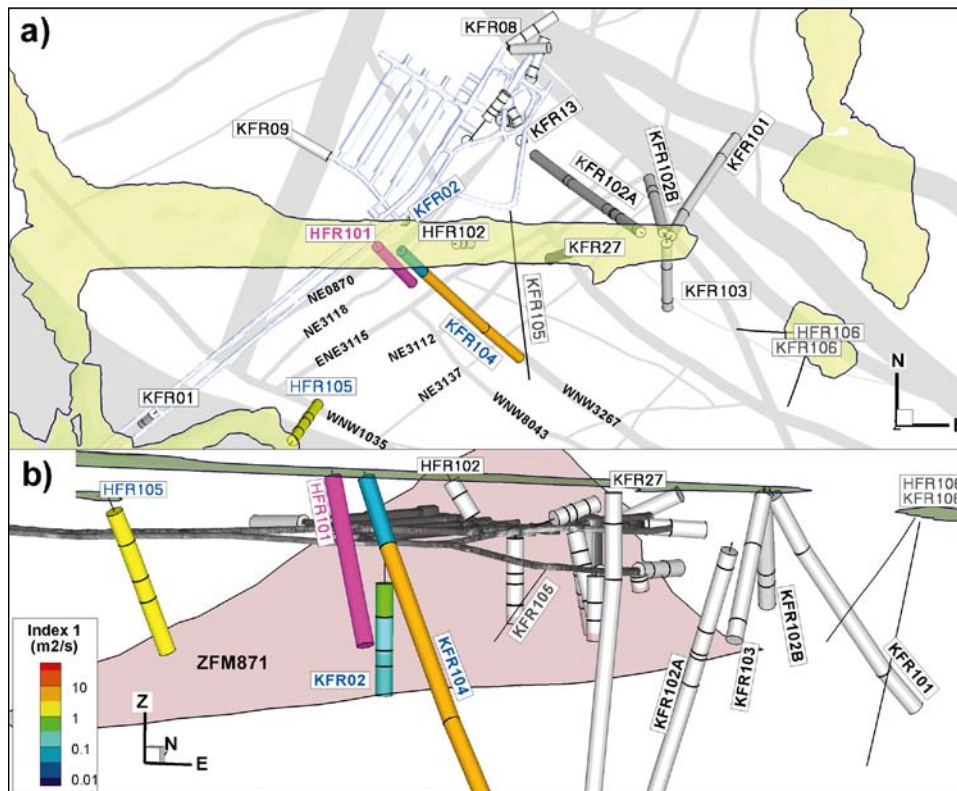 a)
KFR08
KFR09
KFR13
KFR101
KFR102B
KFR102A
KFR02
HFR101
HFR102
KFR27
KFR103
KFR105
NE0870
NE3118
ENE3115
NE3112
KFR104
NE3137
HFR106
KFR106
HFR105
KFR01
WNW1035
WNW8043
WNW3267
N
E
b)
HFR102
KFR27
HFR105
HFR101
HFR106
KFR106
KFR105
KFR102B
KFR103
KFR102A
KFR101
KFR104
KFR02
ZFM871
Index 1
(m2/s)
10
1
0.1
0.01
Z
N
E